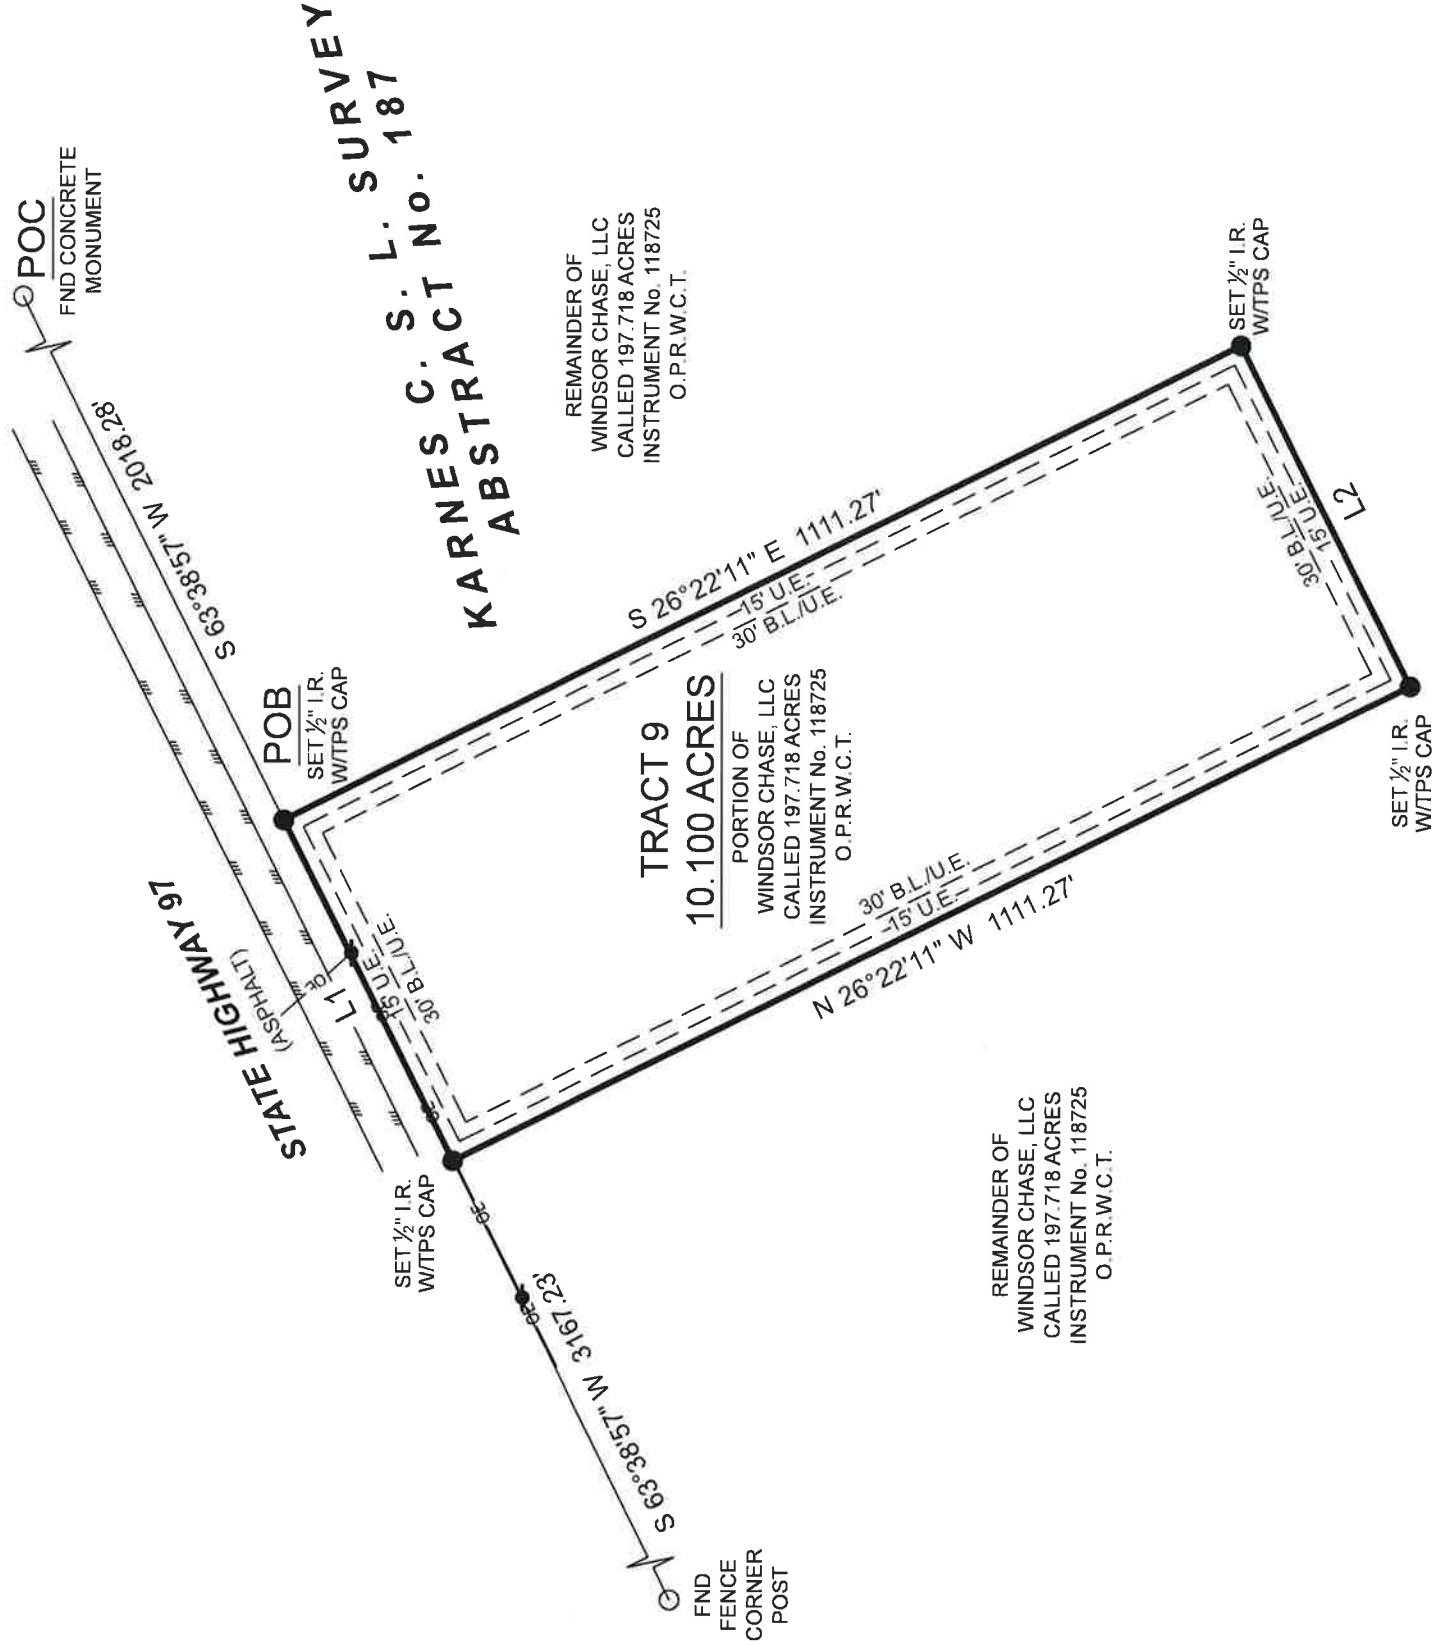 POC
FND CONCRETE
MONUMENT
KARNES C. S. L. SURVEY
ABSTRACT No. 187
S 63°38'57" W 2018.28'
STATE HIGHWAY 97
(ASPHALT)
POB
SET ½" I.R.
W/TPS CAP
REMAINDER OF
WINDSOR CHASE, LLC
CALLED 197.718 ACRES
INSTRUMENT No. 118725
O.P.R.W.C.T.
OE
L1
OE
15' U.E.
30' B.L./U.E.
OE
S 26°22'11" E 1111.27'
15' U.E.
30' B.L./U.E.
TRACT 9
10.100 ACRES
PORTION OF
WINDSOR CHASE, LLC
CALLED 197.718 ACRES
INSTRUMENT No. 118725
O.P.R.W.C.T.
SET ½" I.R.
W/TPS CAP
30' B.L./U.E.
15' U.E.
L2
SET ½" I.R.
W/TPS CAP
30' B.L./U.E.
15' U.E.
N 26°22'11" W 1111.27'
SET ½" I.R.
W/TPS CAP
OE
OE
S 63°38'57" W 3167.23'
FND
FENCE
CORNER
POST
REMAINDER OF
WINDSOR CHASE, LLC
CALLED 197.718 ACRES
INSTRUMENT No. 118725
O.P.R.W.C.T.